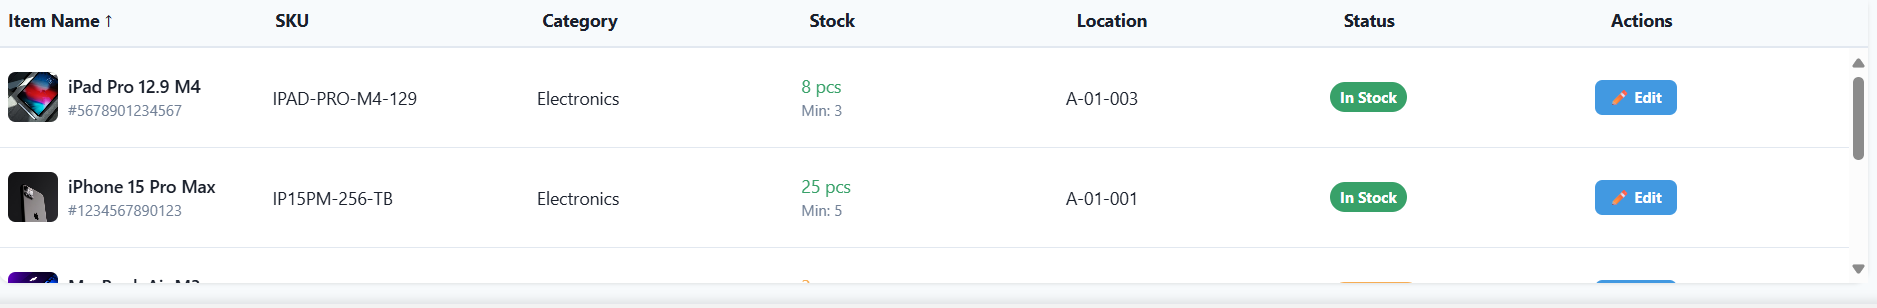 Item Name ↑ SKU Category Stock Location Status Actions
iPad Pro 12.9 M4
#5678901234567
IPAD-PRO-M4-129
Electronics
8 pcs
Min: 3
A-01-003
In Stock
Edit
iPhone 15 Pro Max
#1234567890123
IP15PM-256-TB
Electronics
25 pcs
Min: 5
A-01-001
In Stock
Edit